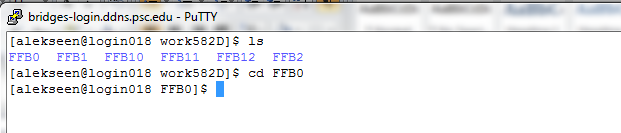 bridges-login.ddns.psc.edu - PuTTY
[alekseen@login018 work582D]$ ls
FFB0 FFB1 FFB10 FFB11 FFB12 FFB2
[alekseen@login018 work582D]$ cd FFB0
[alekseen@login018 FFB0]$